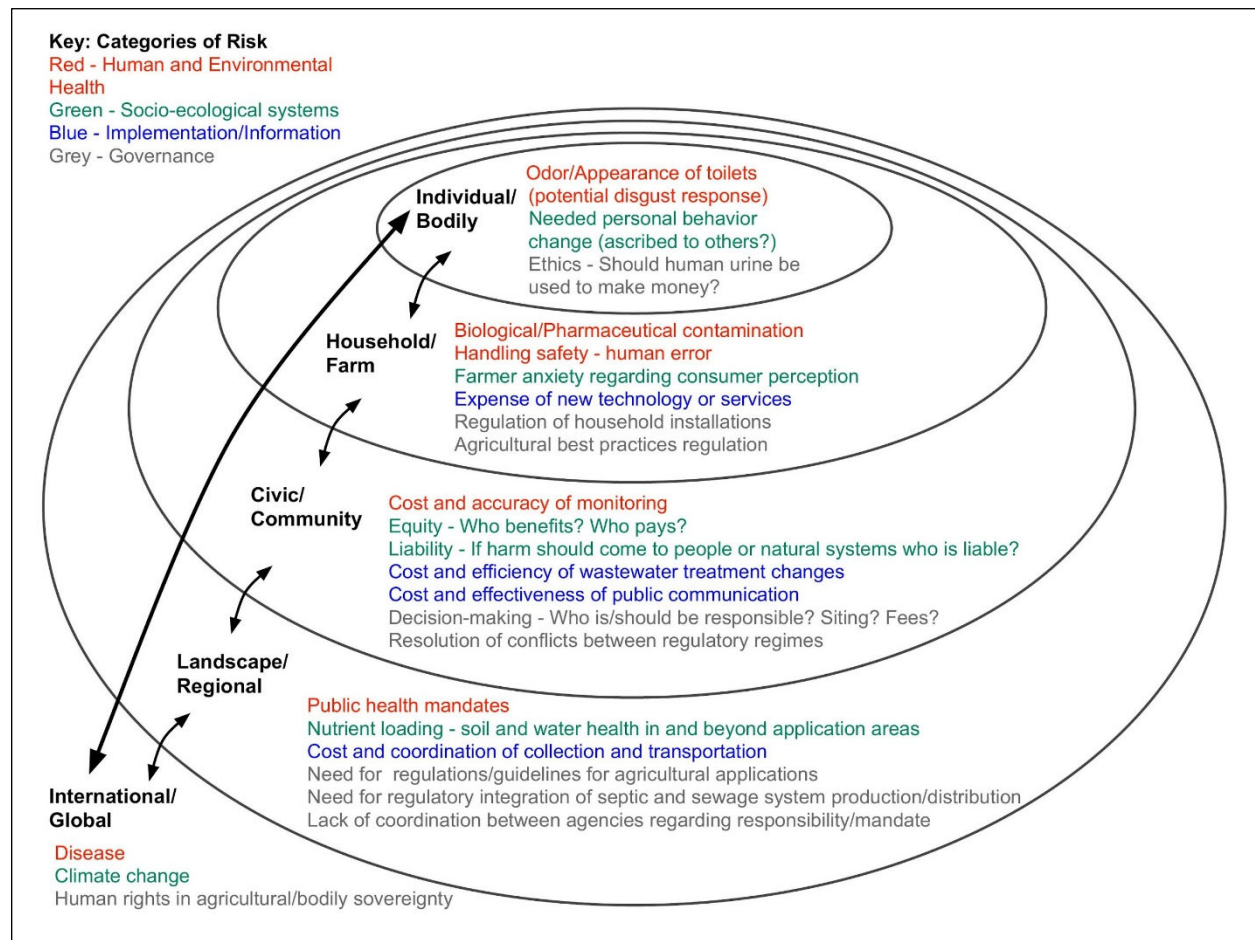 Key: Categories of Risk
Red - Human and Environmental
Health
Green - Socio-ecological systems
Blue - Implementation/Information
Grey - Governance
Individual/
Bodily
Odor/Appearance of toilets
(potential disgust response)
Needed personal behavior
change (ascribed to others?)
Ethics - Should human urine be
used to make money?
Household/
Farm
Biological/Pharmaceutical contamination
Handling safety - human error
Farmer anxiety regarding consumer perception
Expense of new technology or services
Regulation of household installations
Agricultural best practices regulation
Civic/
Community
Cost and accuracy of monitoring
Equity - Who benefits? Who pays?
Liability - If harm should come to people or natural systems who is liable?
Cost and efficiency of wastewater treatment changes
Cost and effectiveness of public communication
Decision-making - Who is/should be responsible? Siting? Fees?
Resolution of conflicts between regulatory regimes
Landscape/
Regional
Public health mandates
Nutrient loading - soil and water health in and beyond application areas
Cost and coordination of collection and transportation
Need for regulations/guidelines for agricultural applications
Need for regulatory integration of septic and sewage system production/distribution
Lack of coordination between agencies regarding responsibility/mandate
International/
Global
Disease
Climate change
Human rights in agricultural/bodily sovereignty